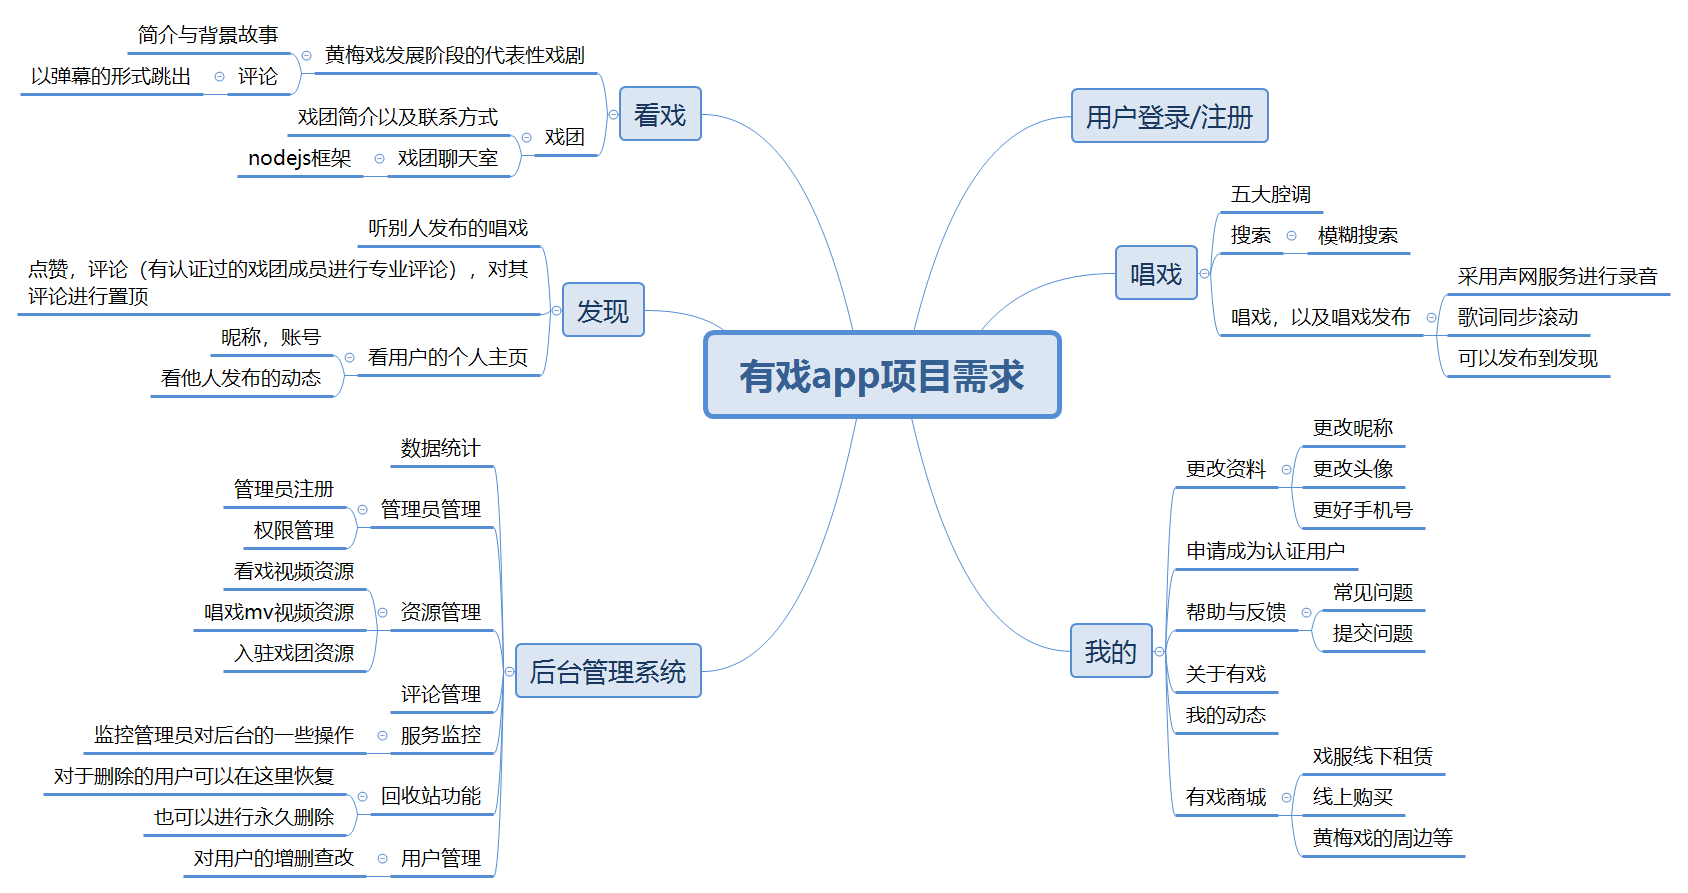 有戏app项目需求
用户登录/注册
唱戏
五大腔调
搜索
模糊搜索
唱戏，以及唱戏发布
采用声网服务进行录音
歌词同步滚动
可以发布到发现
我的
更改资料
更改昵称
更改头像
更好手机号
申请成为认证用户
帮助与反馈
常见问题
提交问题
关于有戏
我的动态
有戏商城
戏服线下租赁
线上购买
黄梅戏的周边等
看戏
黄梅戏发展阶段的代表性戏剧
简介与背景故事
评论
以弹幕的形式跳出
戏团
戏团简介以及联系方式
戏团聊天室
nodejs框架
发现
听别人发布的唱戏
点赞，评论（有认证过的戏团成员进行专业评论），对其
评论进行置顶
看用户的个人主页
昵称，账号
看他人发布的动态
后台管理系统
数据统计
管理员管理
管理员注册
权限管理
资源管理
看戏视频资源
唱戏mv视频资源
入驻戏团资源
评论管理
服务监控
监控管理员对后台的一些操作
回收站功能
对于删除的用户可以在这里恢复
也可以进行永久删除
用户管理
对用户的增删查改